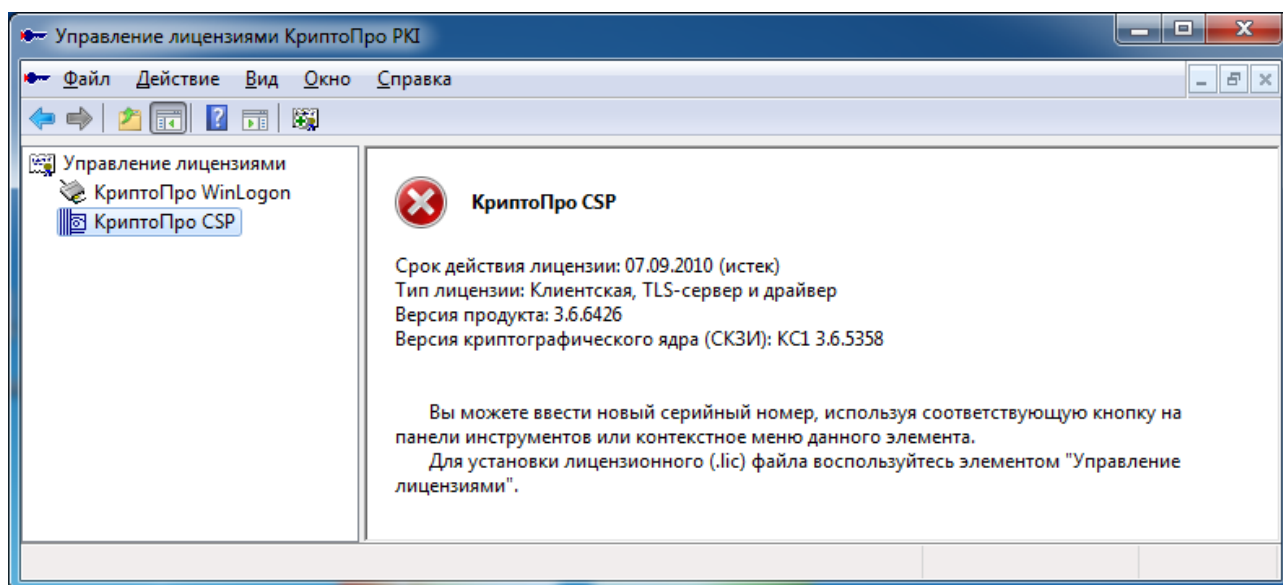 Управление лицензиями КриптоПро PKI
Файл Действие Вид Окно Справка
Управление лицензиями
КриптоПро WinLogon
КриптоПро CSP
КриптоПро CSP
Срок действия лицензии: 07.09.2010 (истек)
Тип лицензии: Клиентская, TLS-сервер и драйвер
Версия продукта: 3.6.6426
Версия криптографического ядра (СКЗИ): КС1 3.6.5358
Вы можете ввести новый серийный номер, используя соответствующую кнопку на
панели инструментов или контекстное меню данного элемента.
Для установки лицензионного (.lic) файла воспользуйтесь элементом "Управление
лицензиями".